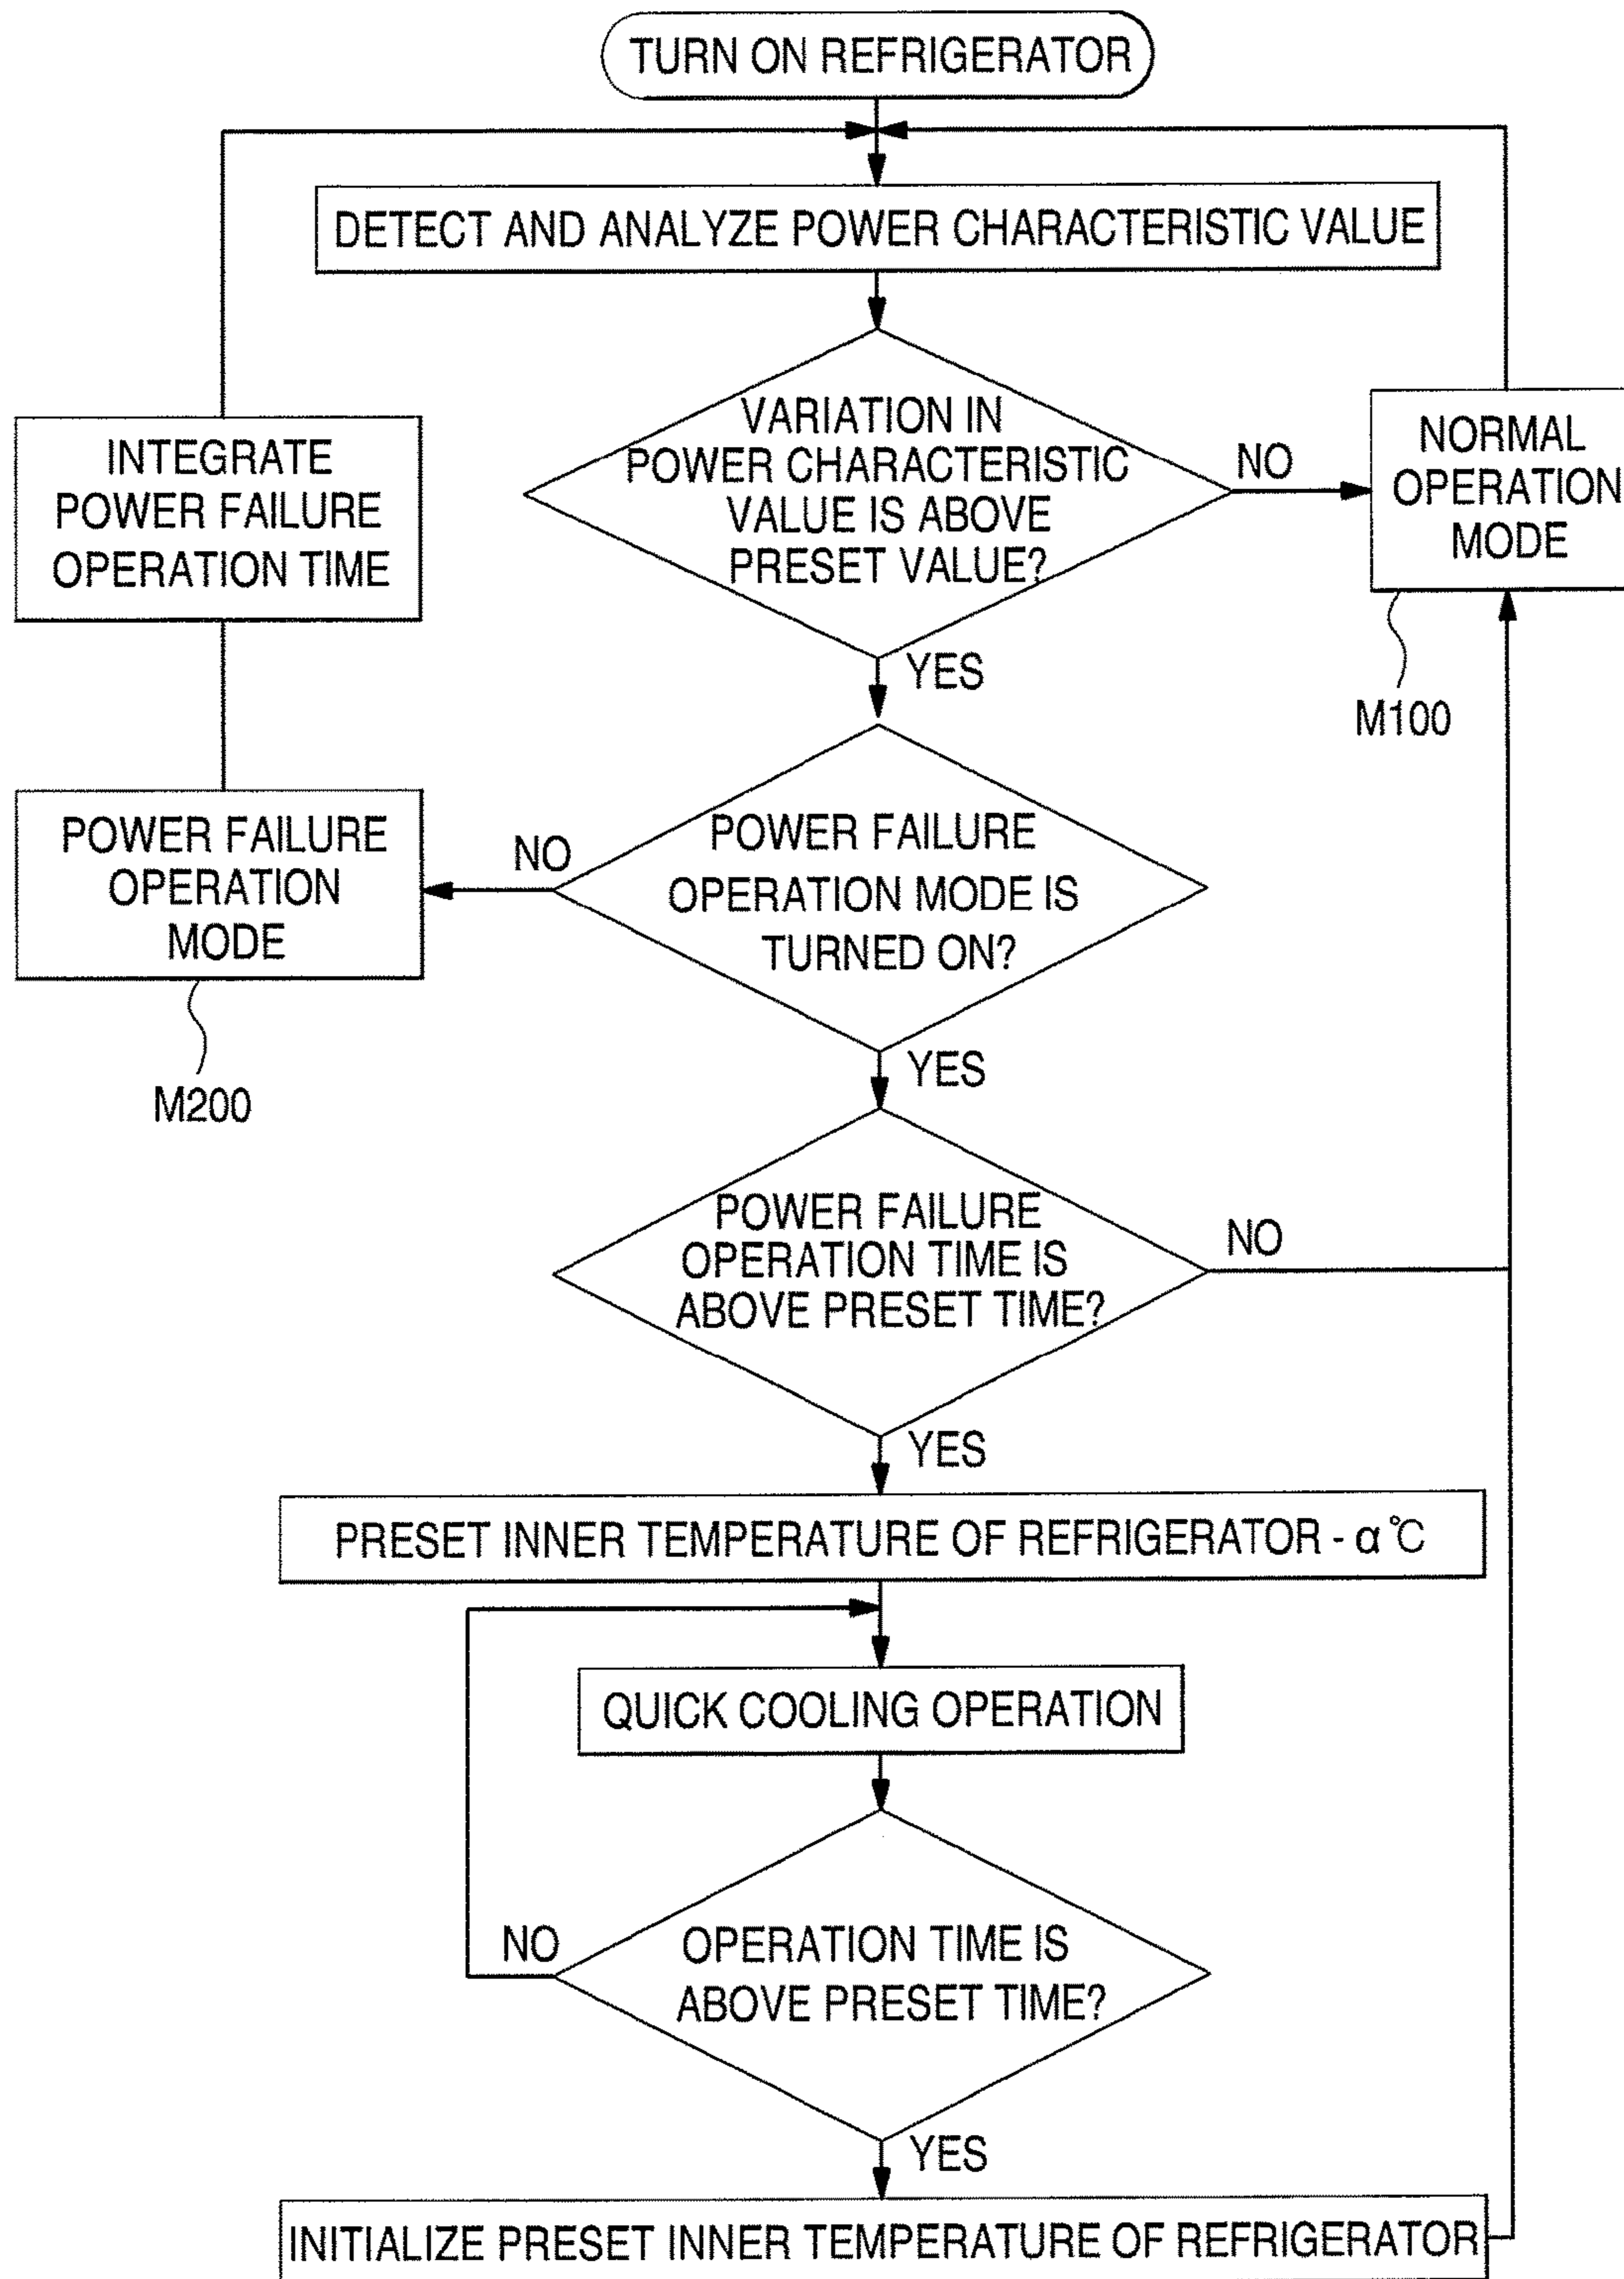 TURN ON REFRIGERATOR
DETECT AND ANALYZE POWER CHARACTERISTIC VALUE
VARIATION IN
POWER CHARACTERISTIC
VALUE IS ABOVE
PRESET VALUE?
NO
NORMAL
OPERATION
MODE
M100
INTEGRATE
POWER FAILURE
OPERATION TIME
YES
POWER FAILURE
OPERATION MODE IS
TURNED ON?
NO
POWER FAILURE
OPERATION
MODE
M200
YES
POWER FAILURE
OPERATION TIME IS
ABOVE PRESET TIME?
NO
YES
PRESET INNER TEMPERATURE OF REFRIGERATOR - α℃
QUICK COOLING OPERATION
OPERATION TIME IS
ABOVE PRESET TIME?
NO
YES
INITIALIZE PRESET INNER TEMPERATURE OF REFRIGERATOR